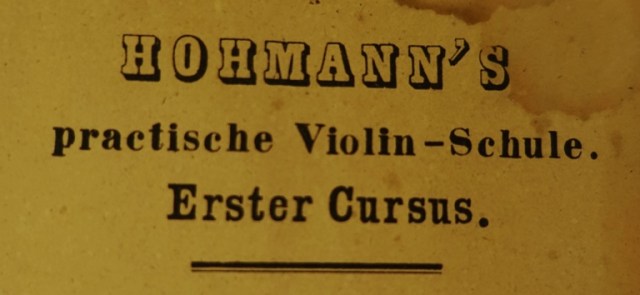 HOHMANN'S
practische Violin-Schule.
Erster Cursus.